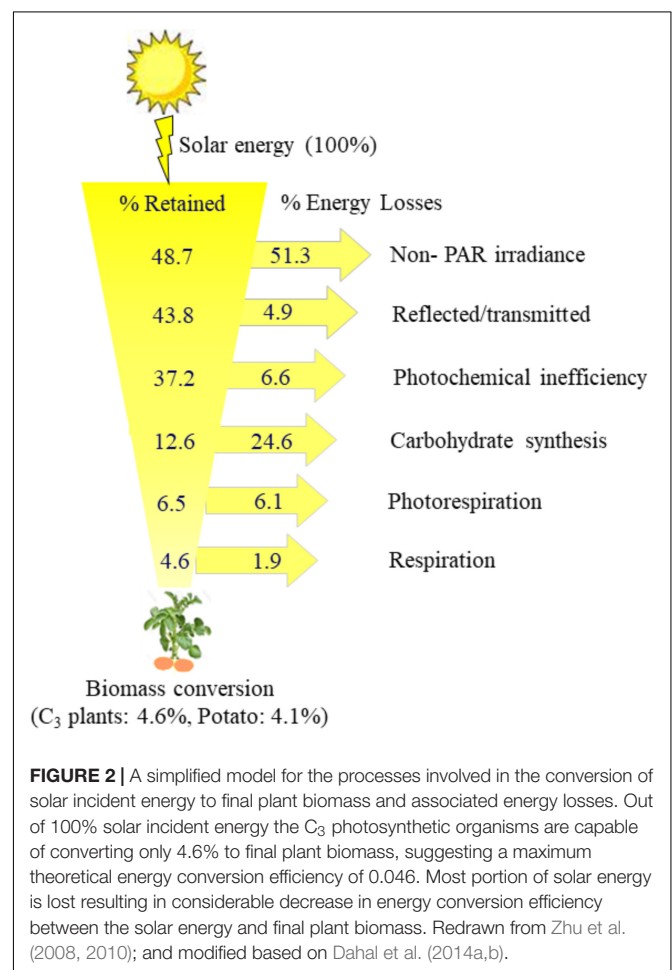 Solar energy (100%)
% Retained % Energy Losses
48.7 51.3 Non- PAR irradiance
43.8 4.9 Reflected/transmitted
37.2 6.6 Photochemical inefficiency
12.6 24.6 Carbohydrate synthesis
6.5 6.1 Photorespiration
4.6 1.9 Respiration
Biomass conversion
(C₃ plants: 4.6%, Potato: 4.1%)
FIGURE 2 | A simplified model for the processes involved in the conversion of
solar incident energy to final plant biomass and associated energy losses. Out
of 100% solar incident energy the C₃ photosynthetic organisms are capable
of converting only 4.6% to final plant biomass, suggesting a maximum
theoretical energy conversion efficiency of 0.046. Most portion of solar energy
is lost resulting in considerable decrease in energy conversion efficiency
between the solar energy and final plant biomass. Redrawn from Zhu et al.
(2008, 2010); and modified based on Dahal et al. (2014a,b).